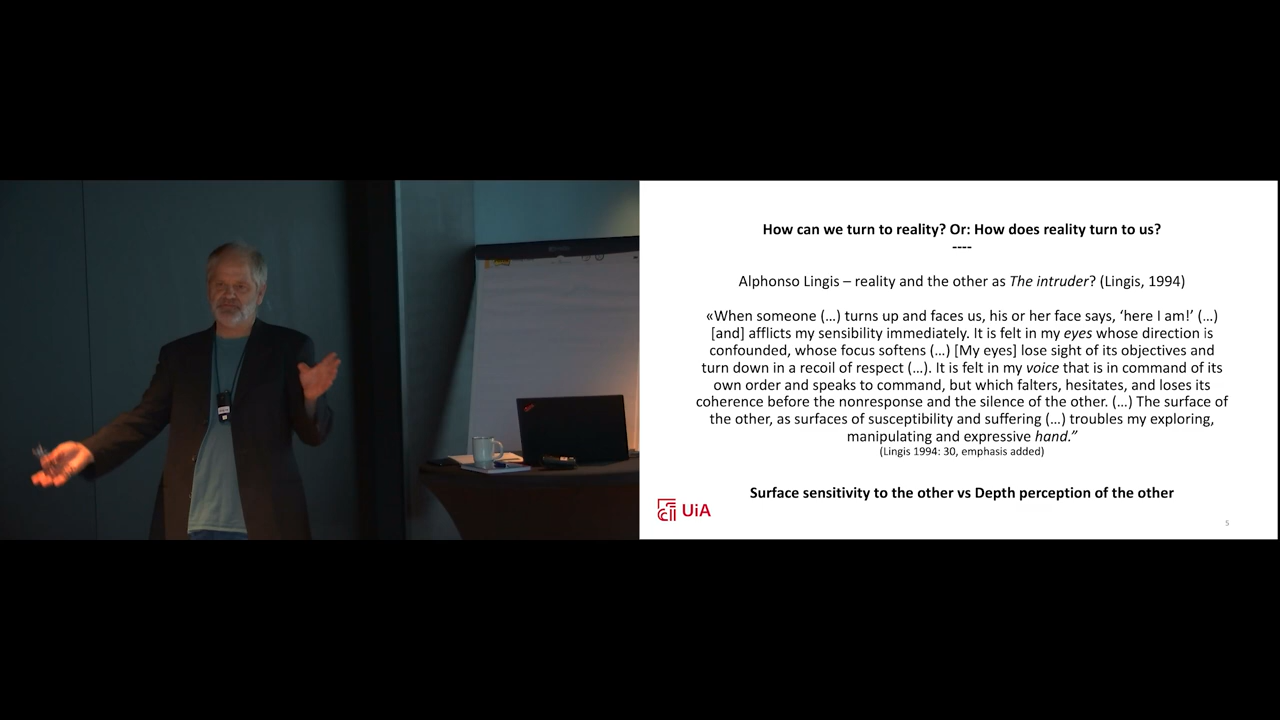 How can we turn to reality? Or: How does reality turn to us?
----
Alphonso Lingis – reality and the other as The intruder? (Lingis, 1994)
«When someone (…) turns up and faces us, his or her face says, ‘here I am!’ (…)
[and] afflicts my sensibility immediately. It is felt in my eyes whose direction is
confounded, whose focus softens (…) [My eyes] lose sight of its objectives and
turn down in a recoil of respect (…). It is felt in my voice that is in command of its
own order and speaks to command, but which falters, hesitates, and loses its
coherence before the nonresponse and the silence of the other. (…) The surface of
the other, as surfaces of susceptibility and suffering (…) troubles my exploring,
manipulating and expressive hand.”
(Lingis 1994: 30, emphasis added)
Surface sensitivity to the other vs Depth perception of the other
UiA
5